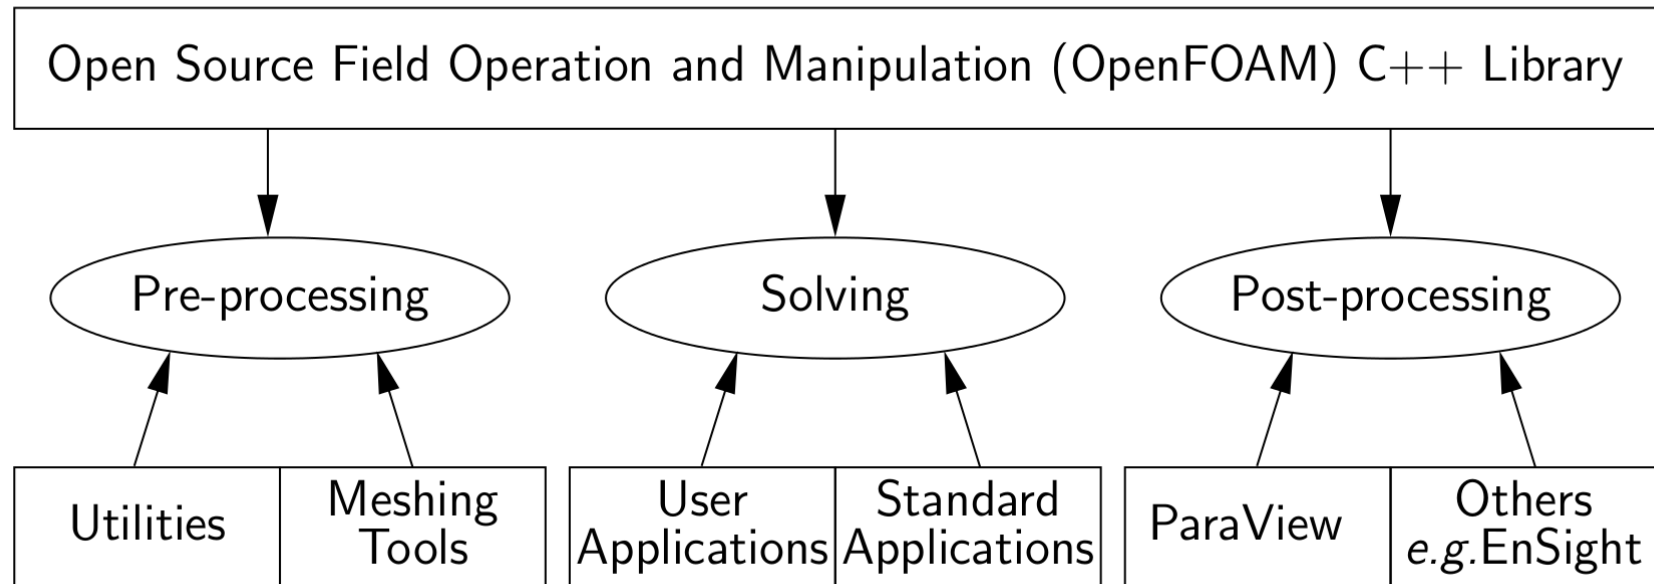 Open Source Field Operation and Manipulation (OpenFOAM) C++ Library
Pre-processing
Solving
Post-processing
Utilities
Meshing
Tools
User
Applications
Standard
Applications
ParaView
Others
e.g.EnSight